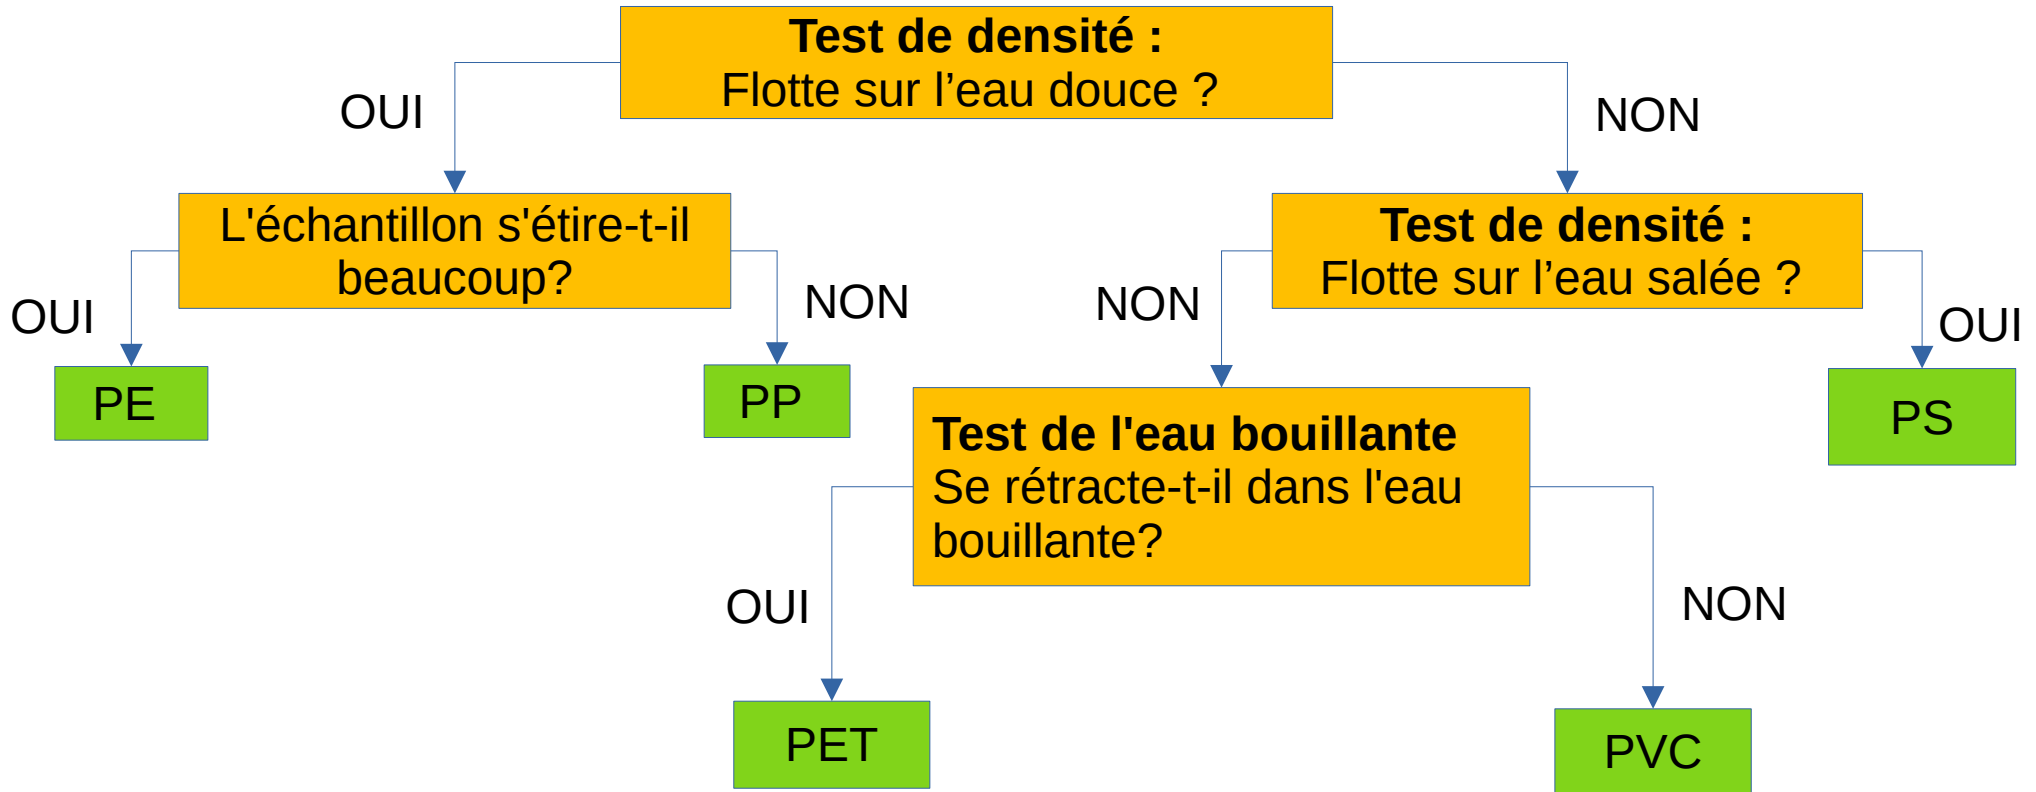 Test de densité :
Flotte sur l’eau douce ?
OUI
NON
L'échantillon s'étire-t-il
beaucoup?
Test de densité :
Flotte sur l’eau salée ?
OUI
NON
NON
OUI
PE
PP
PS
Test de l'eau bouillante
Se rétracte-t-il dans l'eau
bouillante?
OUI
NON
PET
PVC